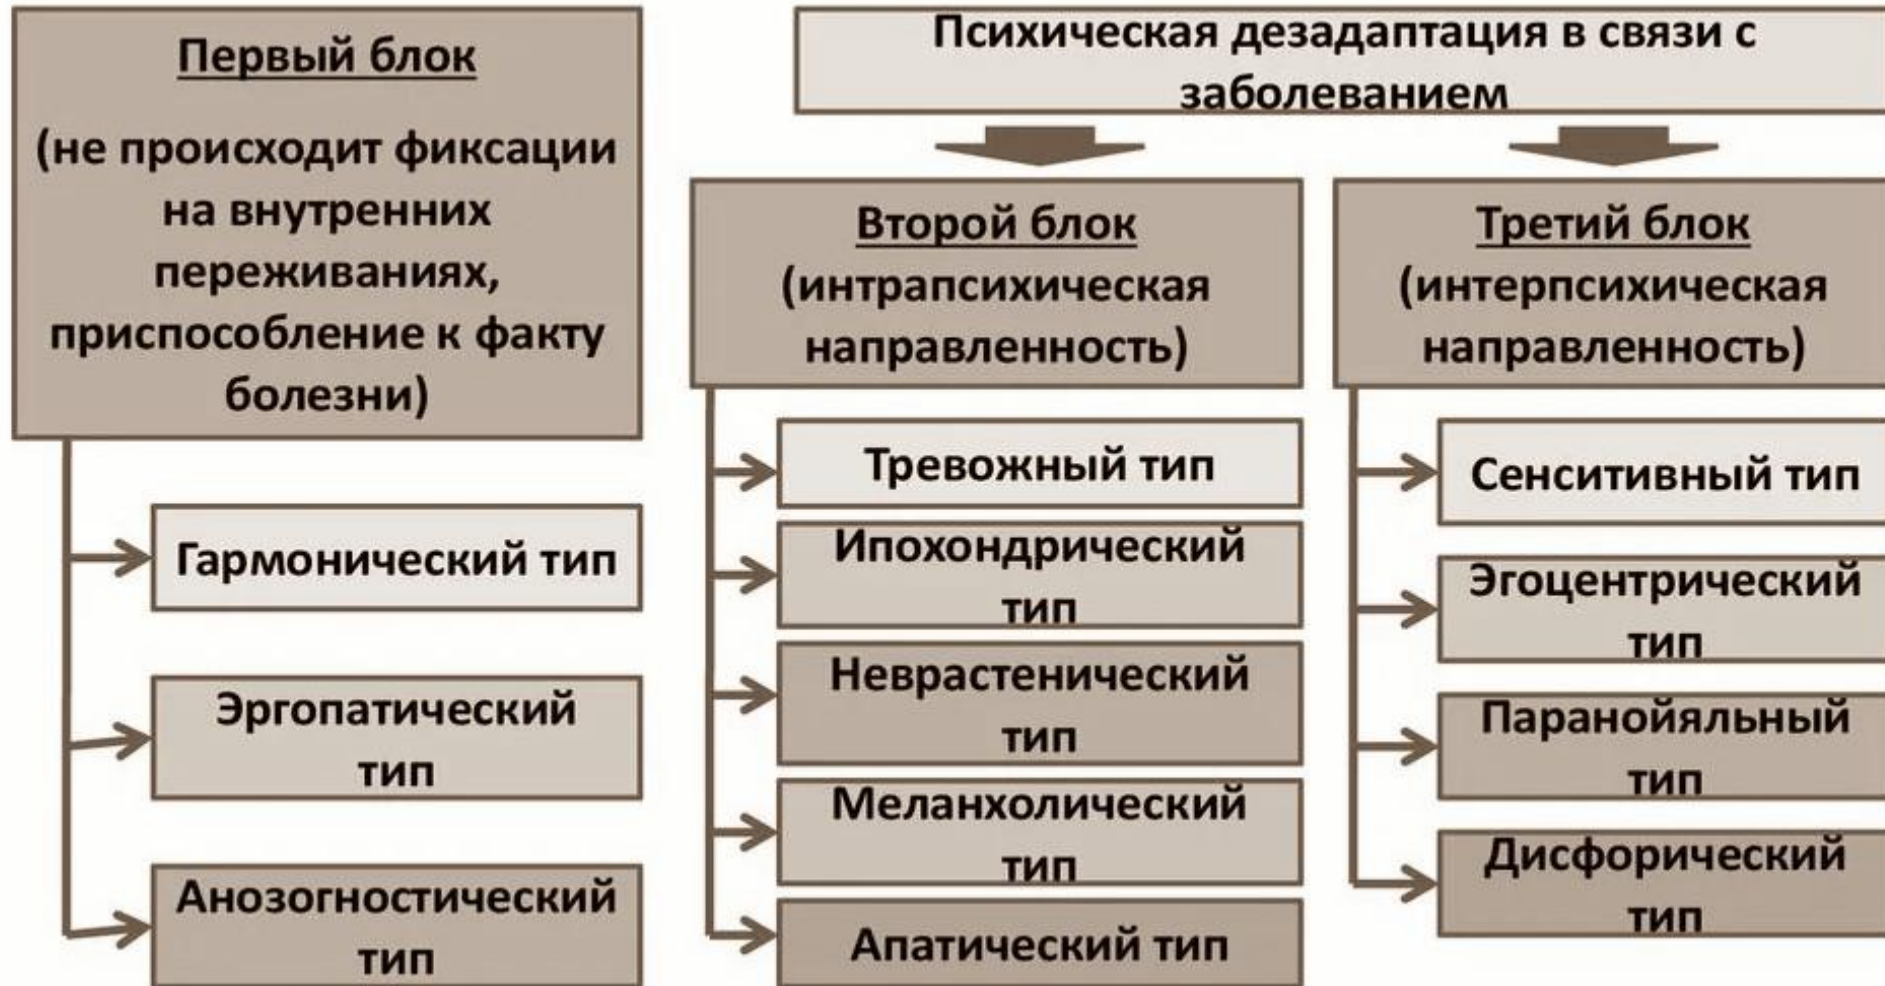 Первый блок
(не происходит фиксации
на внутренних
переживаниях,
приспособление к факту
болезни)
Гармонический тип
Эргопатический
тип
Анозогностический
тип
Психическая дезадаптация в связи с
заболеванием
Второй блок
(интрапсихическая
направленность)
Тревожный тип
Ипохондрический
тип
Неврастенический
тип
Меланхолический
тип
Апатический тип
Третий блок
(интерпсихическая
направленность)
Сенситивный тип
Эгоцентрический
тип
Паранойяльный
тип
Дисфорический
тип